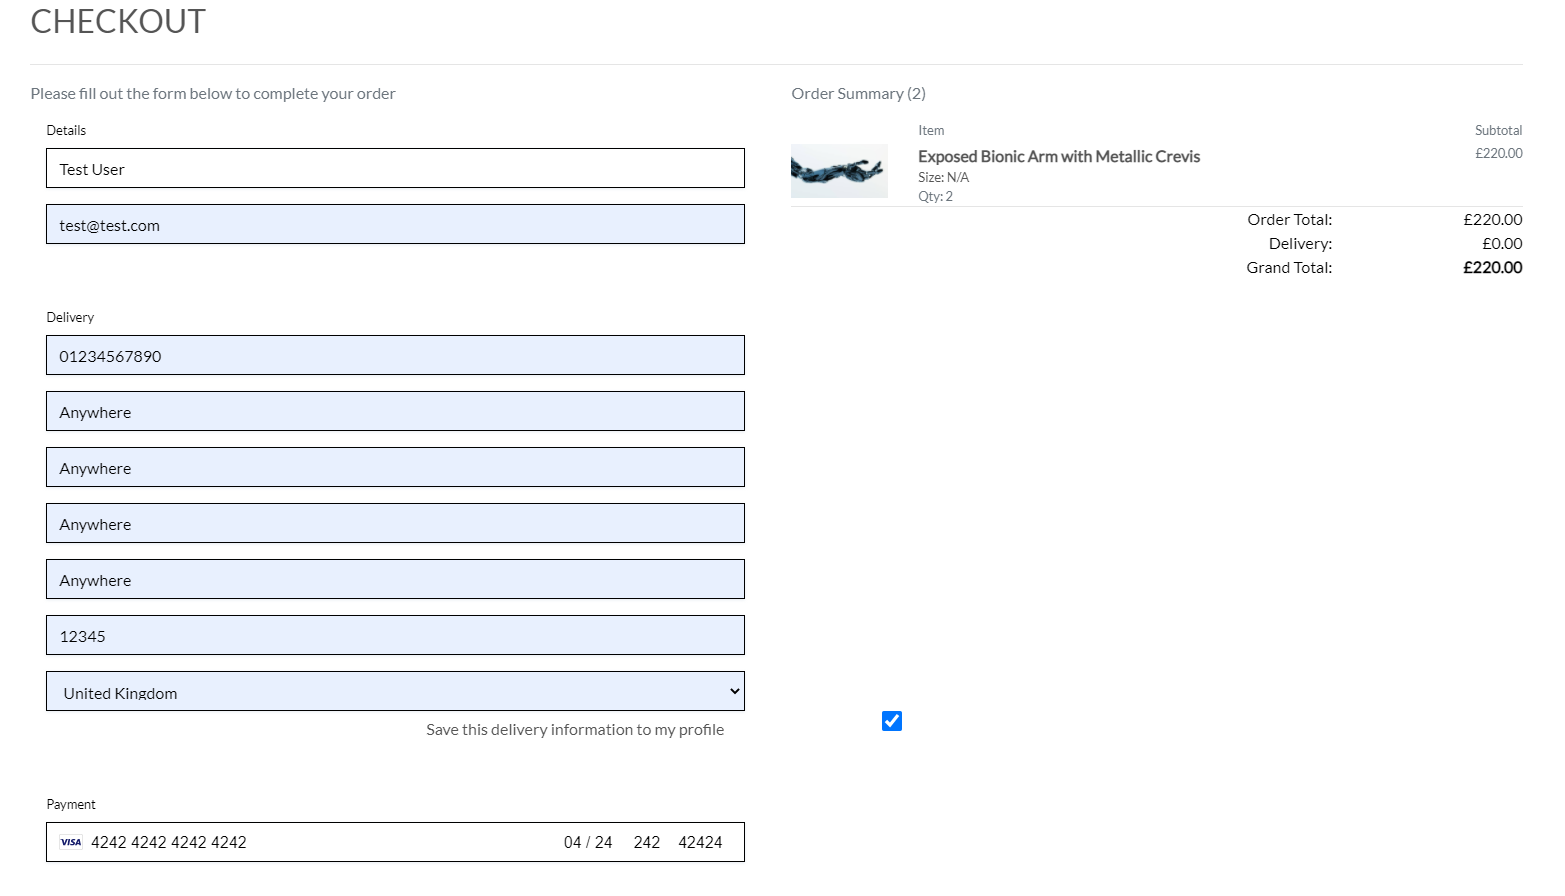 CHECKOUT
Please fill out the form below to complete your order
Details
Test User
test@test.com
Delivery
01234567890
Anywhere
Anywhere
Anywhere
Anywhere
12345
United Kingdom
Save this delivery information to my profile
Payment
VISA 4242 4242 4242 4242 04 / 24 242 42424
Order Summary (2)
Item Subtotal
Exposed Bionic Arm with Metallic Crevis £220.00
Size: N/A
Qty: 2
Order Total: £220.00
Delivery: £0.00
Grand Total: £220.00